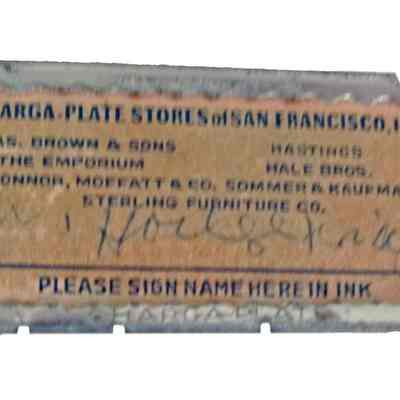 ARGA-PLATE STORES of SAN FRANCISCO, I
AS. BROWN & SONS HASTINGS
THE EMPORIUM HALE BROS.
CONNOR, MOFFATT & CO. SOMMER & KAUFMA
STERLING FURNITURE CO.
PLEASE SIGN NAME HERE IN INK
CHARGA-PLAT